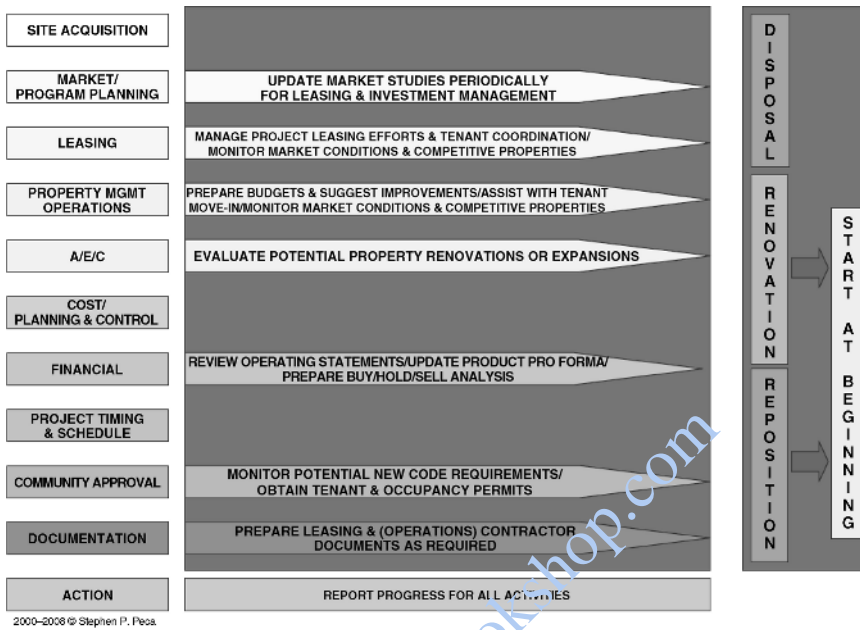 SITE ACQUISITION
MARKET/
PROGRAM PLANNING
UPDATE MARKET STUDIES PERIODICALLY
FOR LEASING & INVESTMENT MANAGEMENT
LEASING
MANAGE PROJECT LEASING EFFORTS & TENANT COORDINATION/
MONITOR MARKET CONDITIONS & COMPETITIVE PROPERTIES
PROPERTY MGMT
OPERATIONS
PREPARE BUDGETS & SUGGEST IMPROVEMENTS/ASSIST WITH TENANT
MOVE-IN/MONITOR MARKET CONDITIONS & COMPETITIVE PROPERTIES
A/E/C
EVALUATE POTENTIAL PROPERTY RENOVATIONS OR EXPANSIONS
COST/
PLANNING & CONTROL
FINANCIAL
REVIEW OPERATING STATEMENTS/UPDATE PRODUCT PRO FORMA/
PREPARE BUY/HOLD/SELL ANALYSIS
PROJECT TIMING
& SCHEDULE
COMMUNITY APPROVAL
MONITOR POTENTIAL NEW CODE REQUIREMENTS/
OBTAIN TENANT & OCCUPANCY PERMITS
DOCUMENTATION
PREPARE LEASING & (OPERATIONS) CONTRACTOR
DOCUMENTS AS REQUIRED
ACTION
REPORT PROGRESS FOR ALL ACTIVITIES
2000–2008 © Stephen P. Peca
DISPOSAL
RENOVATION
REPOSITION
START AT BEGINNING
okshop.com